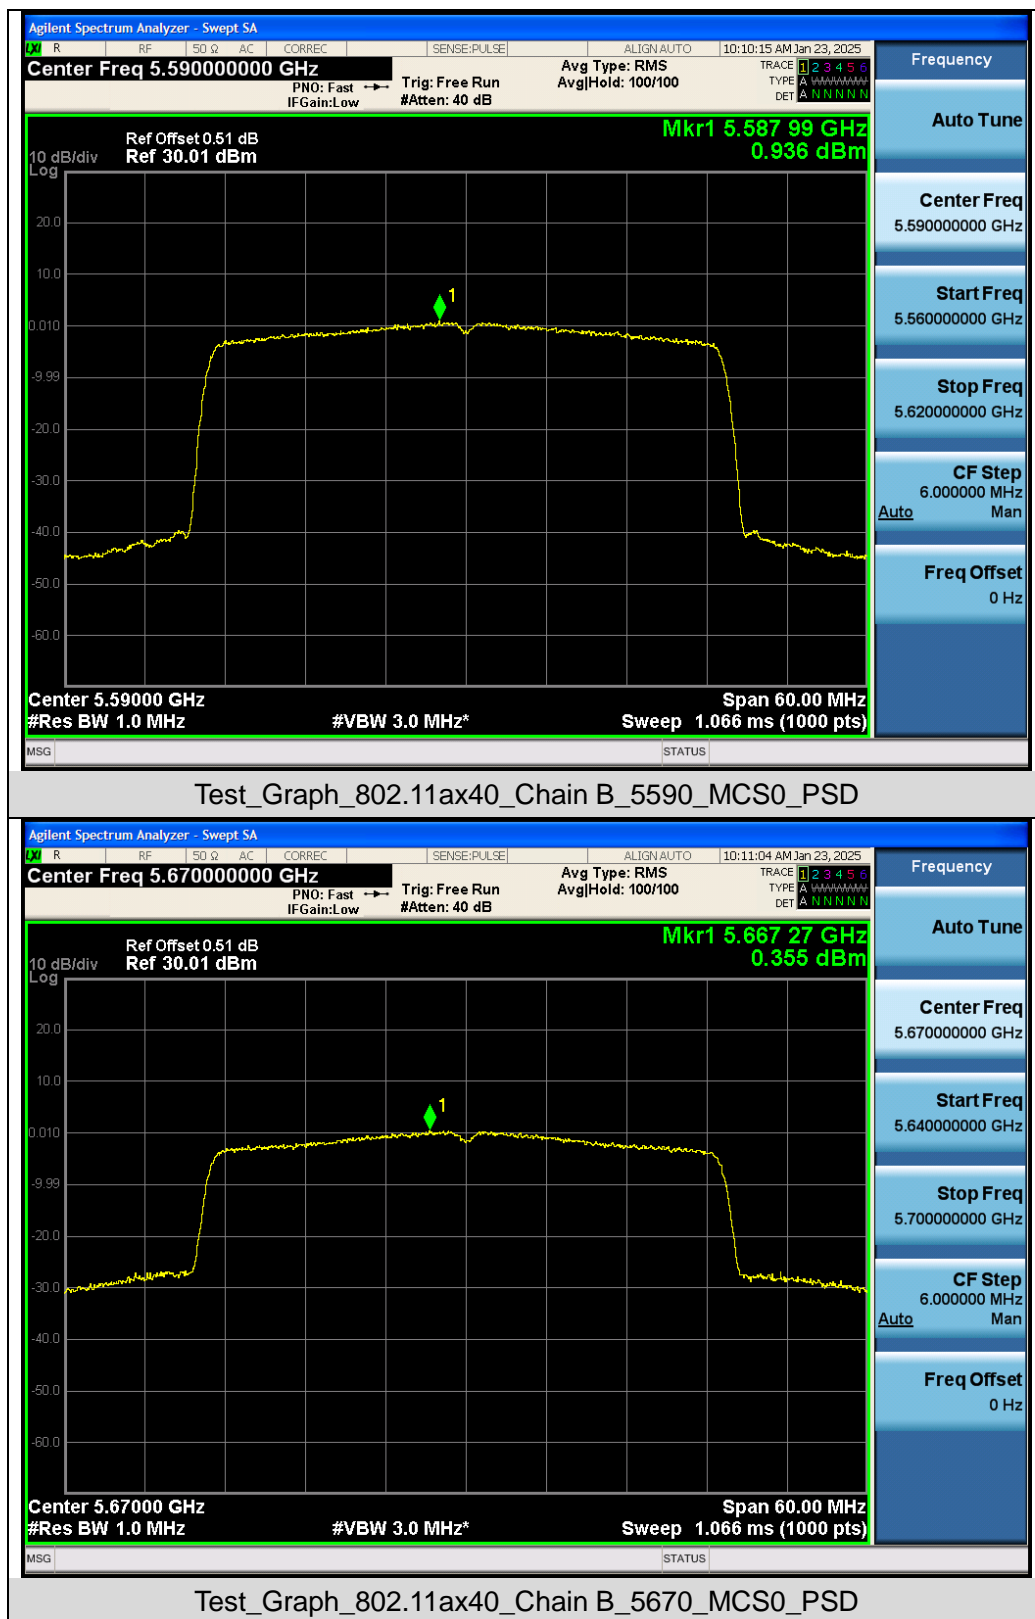 Agilent Spectrum Analyzer - Swept SA
LXI R RF 50 Ω AC CORREC SENSE:PULSE ALIGN AUTO 10:10:15 AM Jan 23, 2025
Center Freq 5.590000000 GHz
PNO: Fast
IFGain:Low
Trig: Free Run
#Atten: 40 dB
Avg Type: RMS
Avg|Hold: 100/100
TRACE 1 2 3 4 5 6
TYPE A WWWWW
DET A N N N N N
Frequency
Auto Tune
Center Freq
5.590000000 GHz
Start Freq
5.560000000 GHz
Stop Freq
5.620000000 GHz
CF Step
6.000000 MHz
Auto Man
Freq Offset
0 Hz
Mkr1 5.587 99 GHz
0.936 dBm
Ref Offset 0.51 dB
10 dB/div Ref 30.01 dBm
Log
20.0
10.0
1
0.010
-9.99
-20.0
-30.0
-40.0
-50.0
-60.0
Center 5.59000 GHz Span 60.00 MHz
#Res BW 1.0 MHz #VBW 3.0 MHz* Sweep 1.066 ms (1000 pts)
MSG STATUS
Test_Graph_802.11ax40_Chain B_5590_MCS0_PSD
Agilent Spectrum Analyzer - Swept SA
LXI R RF 50 Ω AC CORREC SENSE:PULSE ALIGN AUTO 10:11:04 AM Jan 23, 2025
Center Freq 5.670000000 GHz
PNO: Fast
IFGain:Low
Trig: Free Run
#Atten: 40 dB
Avg Type: RMS
Avg|Hold: 100/100
TRACE 1 2 3 4 5 6
TYPE A WWWWW
DET A N N N N N
Frequency
Auto Tune
Center Freq
5.670000000 GHz
Start Freq
5.640000000 GHz
Stop Freq
5.700000000 GHz
CF Step
6.000000 MHz
Auto Man
Freq Offset
0 Hz
Mkr1 5.667 27 GHz
0.355 dBm
Ref Offset 0.51 dB
10 dB/div Ref 30.01 dBm
Log
20.0
10.0
1
0.010
-9.99
-20.0
-30.0
-40.0
-50.0
-60.0
Center 5.67000 GHz Span 60.00 MHz
#Res BW 1.0 MHz #VBW 3.0 MHz* Sweep 1.066 ms (1000 pts)
MSG STATUS
Test_Graph_802.11ax40_Chain B_5670_MCS0_PSD